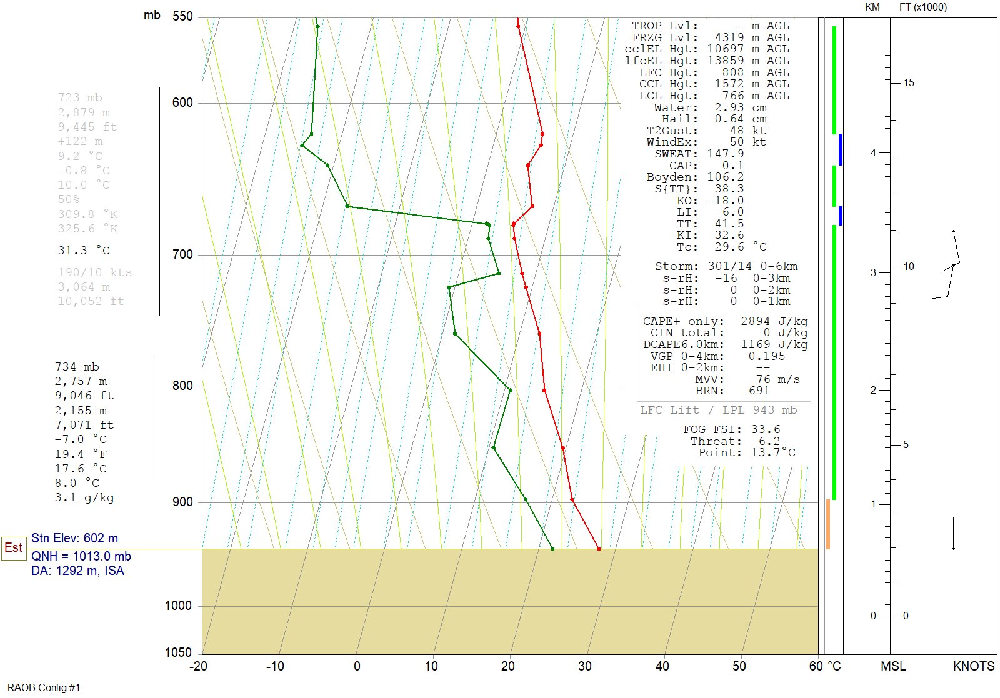 KM FT (x1000)
mb 550
600
700
800
900
1000
1050
723 mb
2,879 m
9,445 ft
+122 m
9.2 °C
-0.8 °C
10.0 °C
50%
309.8 °K
325.6 °K
31.3 °C
190/10 kts
3,064 m
10,052 ft
734 mb
2,757 m
9,046 ft
2,155 m
7,071 ft
-7.0 °C
19.4 °F
17.6 °C
8.0 °C
3.1 g/kg
Est
Stn Elev: 602 m
QNH = 1013.0 mb
DA: 1292 m, ISA
TROP Lvl: -- m AGL
FRZG Lvl: 4319 m AGL
cclEL Hgt: 10697 m AGL
lfcEL Hgt: 13859 m AGL
LFC Hgt: 808 m AGL
CCL Hgt: 1572 m AGL
LCL Hgt: 766 m AGL
Water: 2.93 cm
Hail: 0.64 cm
T2Gust: 48 kt
WindEx: 50 kt
SWEAT: 147.9
CAP: 0.1
Boyden: 106.2
S{TT}: 38.3
KO: -18.0
LI: -6.0
TT: 41.5
KI: 32.6
Tc: 29.6 °C
Storm: 301/14 0-6km
s-rH: -16 0-3km
s-rH: 0 0-2km
s-rH: 0 0-1km
CAPE+ only: 2894 J/kg
CIN total: 0 J/kg
DCAPE6.0km: 1169 J/kg
VGP 0-4km: 0.195
EHI 0-2km: --
MVV: 76 m/s
BRN: 691
LFC Lift / LPL 943 mb
FOG FSI: 33.6
Threat: 6.2
Point: 13.7°C
15
4
3 10
2
5
1
0 0
-20 -10 0 10 20 30 40 50 60 °C MSL KNOTS
RAOB Config #1: